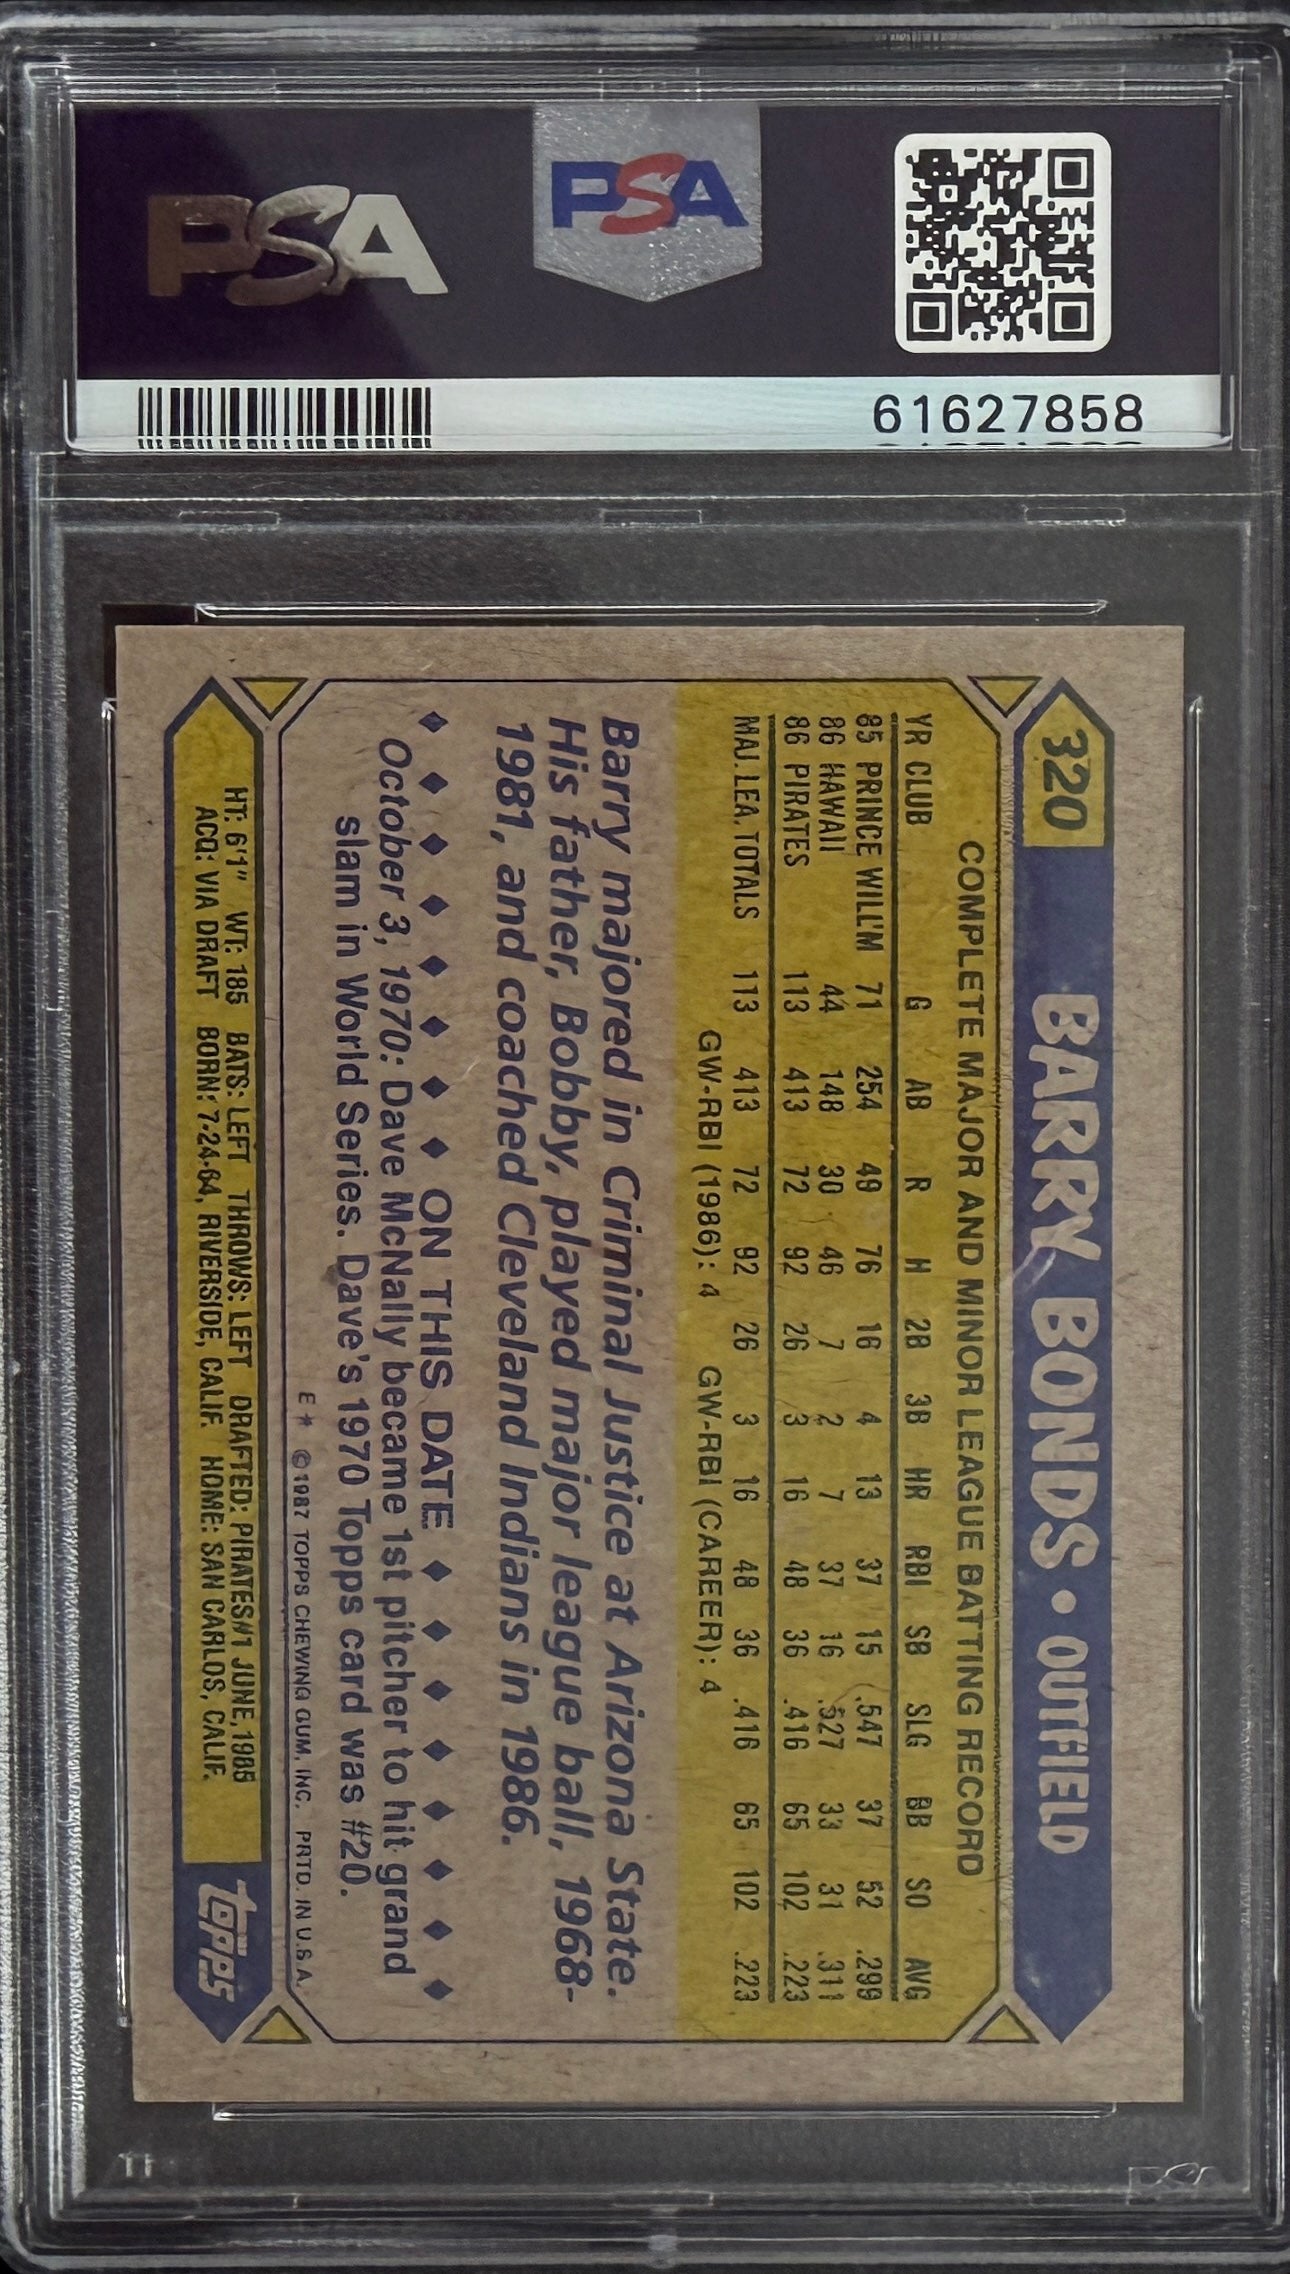 PSA
PSA
61627858
320
BARRY BONDS • OUTFIELD
COMPLETE MAJOR AND MINOR LEAGUE BATTING RECORD
YR CLUB G AB R H 2B 3B HR RBI SB SLG BB SO AVG
85 PRINCE WILL'M 71 254 49 76 16 4 13 37 15 .547 37 52 .299
86 HAWAII 44 148 30 46 7 2 7 37 16 .527 33 31 .311
86 PIRATES 113 413 72 92 26 3 16 48 36 .416 65 102 .223
MAJ. LEA. TOTALS 113 413 72 92 26 3 16 48 36 .416 65 102 .223
GW-RBI (1986): 4 GW-RBI (CAREER): 4
Barry majored in Criminal Justice at Arizona State.
His father, Bobby, played major league ball, 1968-
1981, and coached Cleveland Indians in 1986.
ON THIS DATE
October 3, 1970: Dave McNally became 1st pitcher to hit grand
slam in World Series. Dave's 1970 Topps card was #20.
E * © 1987 TOPPS CHEWING GUM, INC. PRTD. IN U.S.A.
HT: 6'1" WT: 185 BATS: LEFT THROWS: LEFT DRAFTED: PIRATES#1 JUNE, 1985
ACQ: VIA DRAFT BORN: 7-24-64, RIVERSIDE, CALIF. HOME: SAN CARLOS, CALIF.
TOPPS